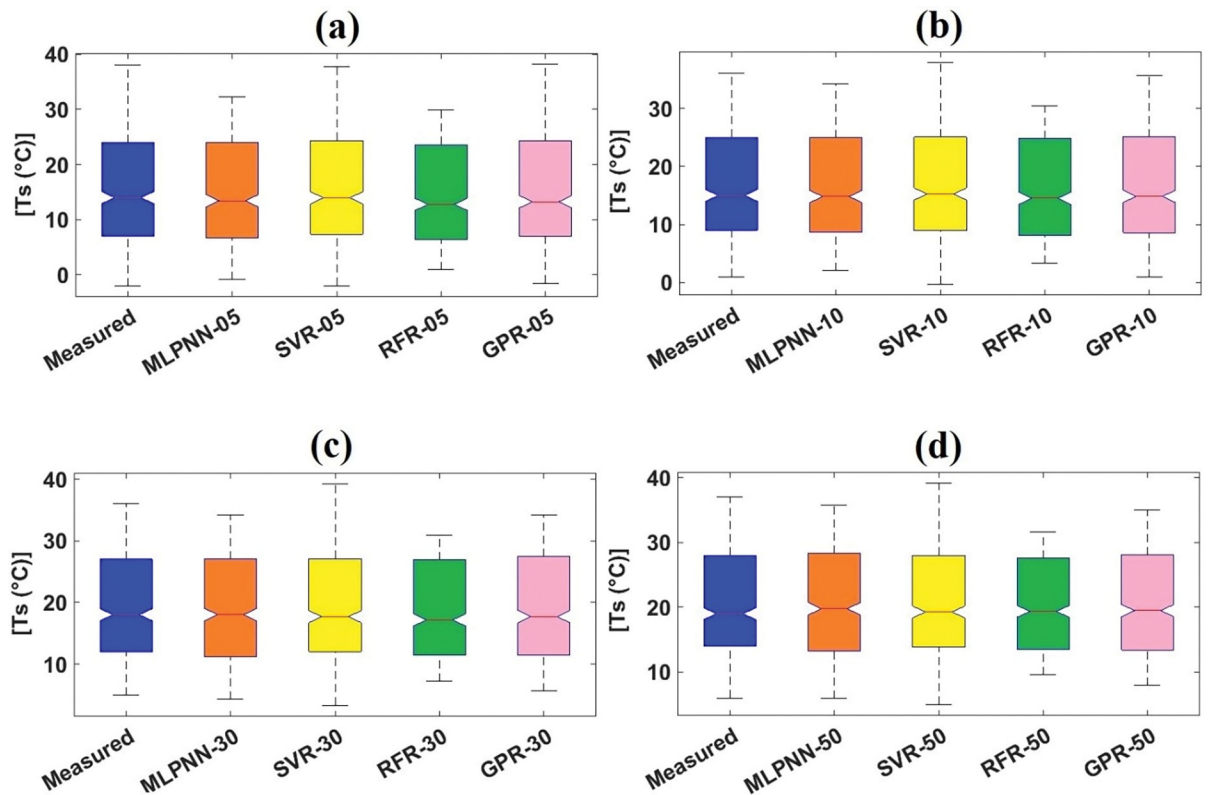 (a)
[Ts (°C)]
40
30
20
10
0
Measured
MLPNN-05
SVR-05
RFR-05
GPR-05
(b)
[Ts (°C)]
30
20
10
0
Measured
MLPNN-10
SVR-10
RFR-10
GPR-10
(c)
[Ts (°C)]
40
30
20
10
Measured
MLPNN-30
SVR-30
RFR-30
GPR-30
(d)
[Ts (°C)]
40
30
20
10
Measured
MLPNN-50
SVR-50
RFR-50
GPR-50